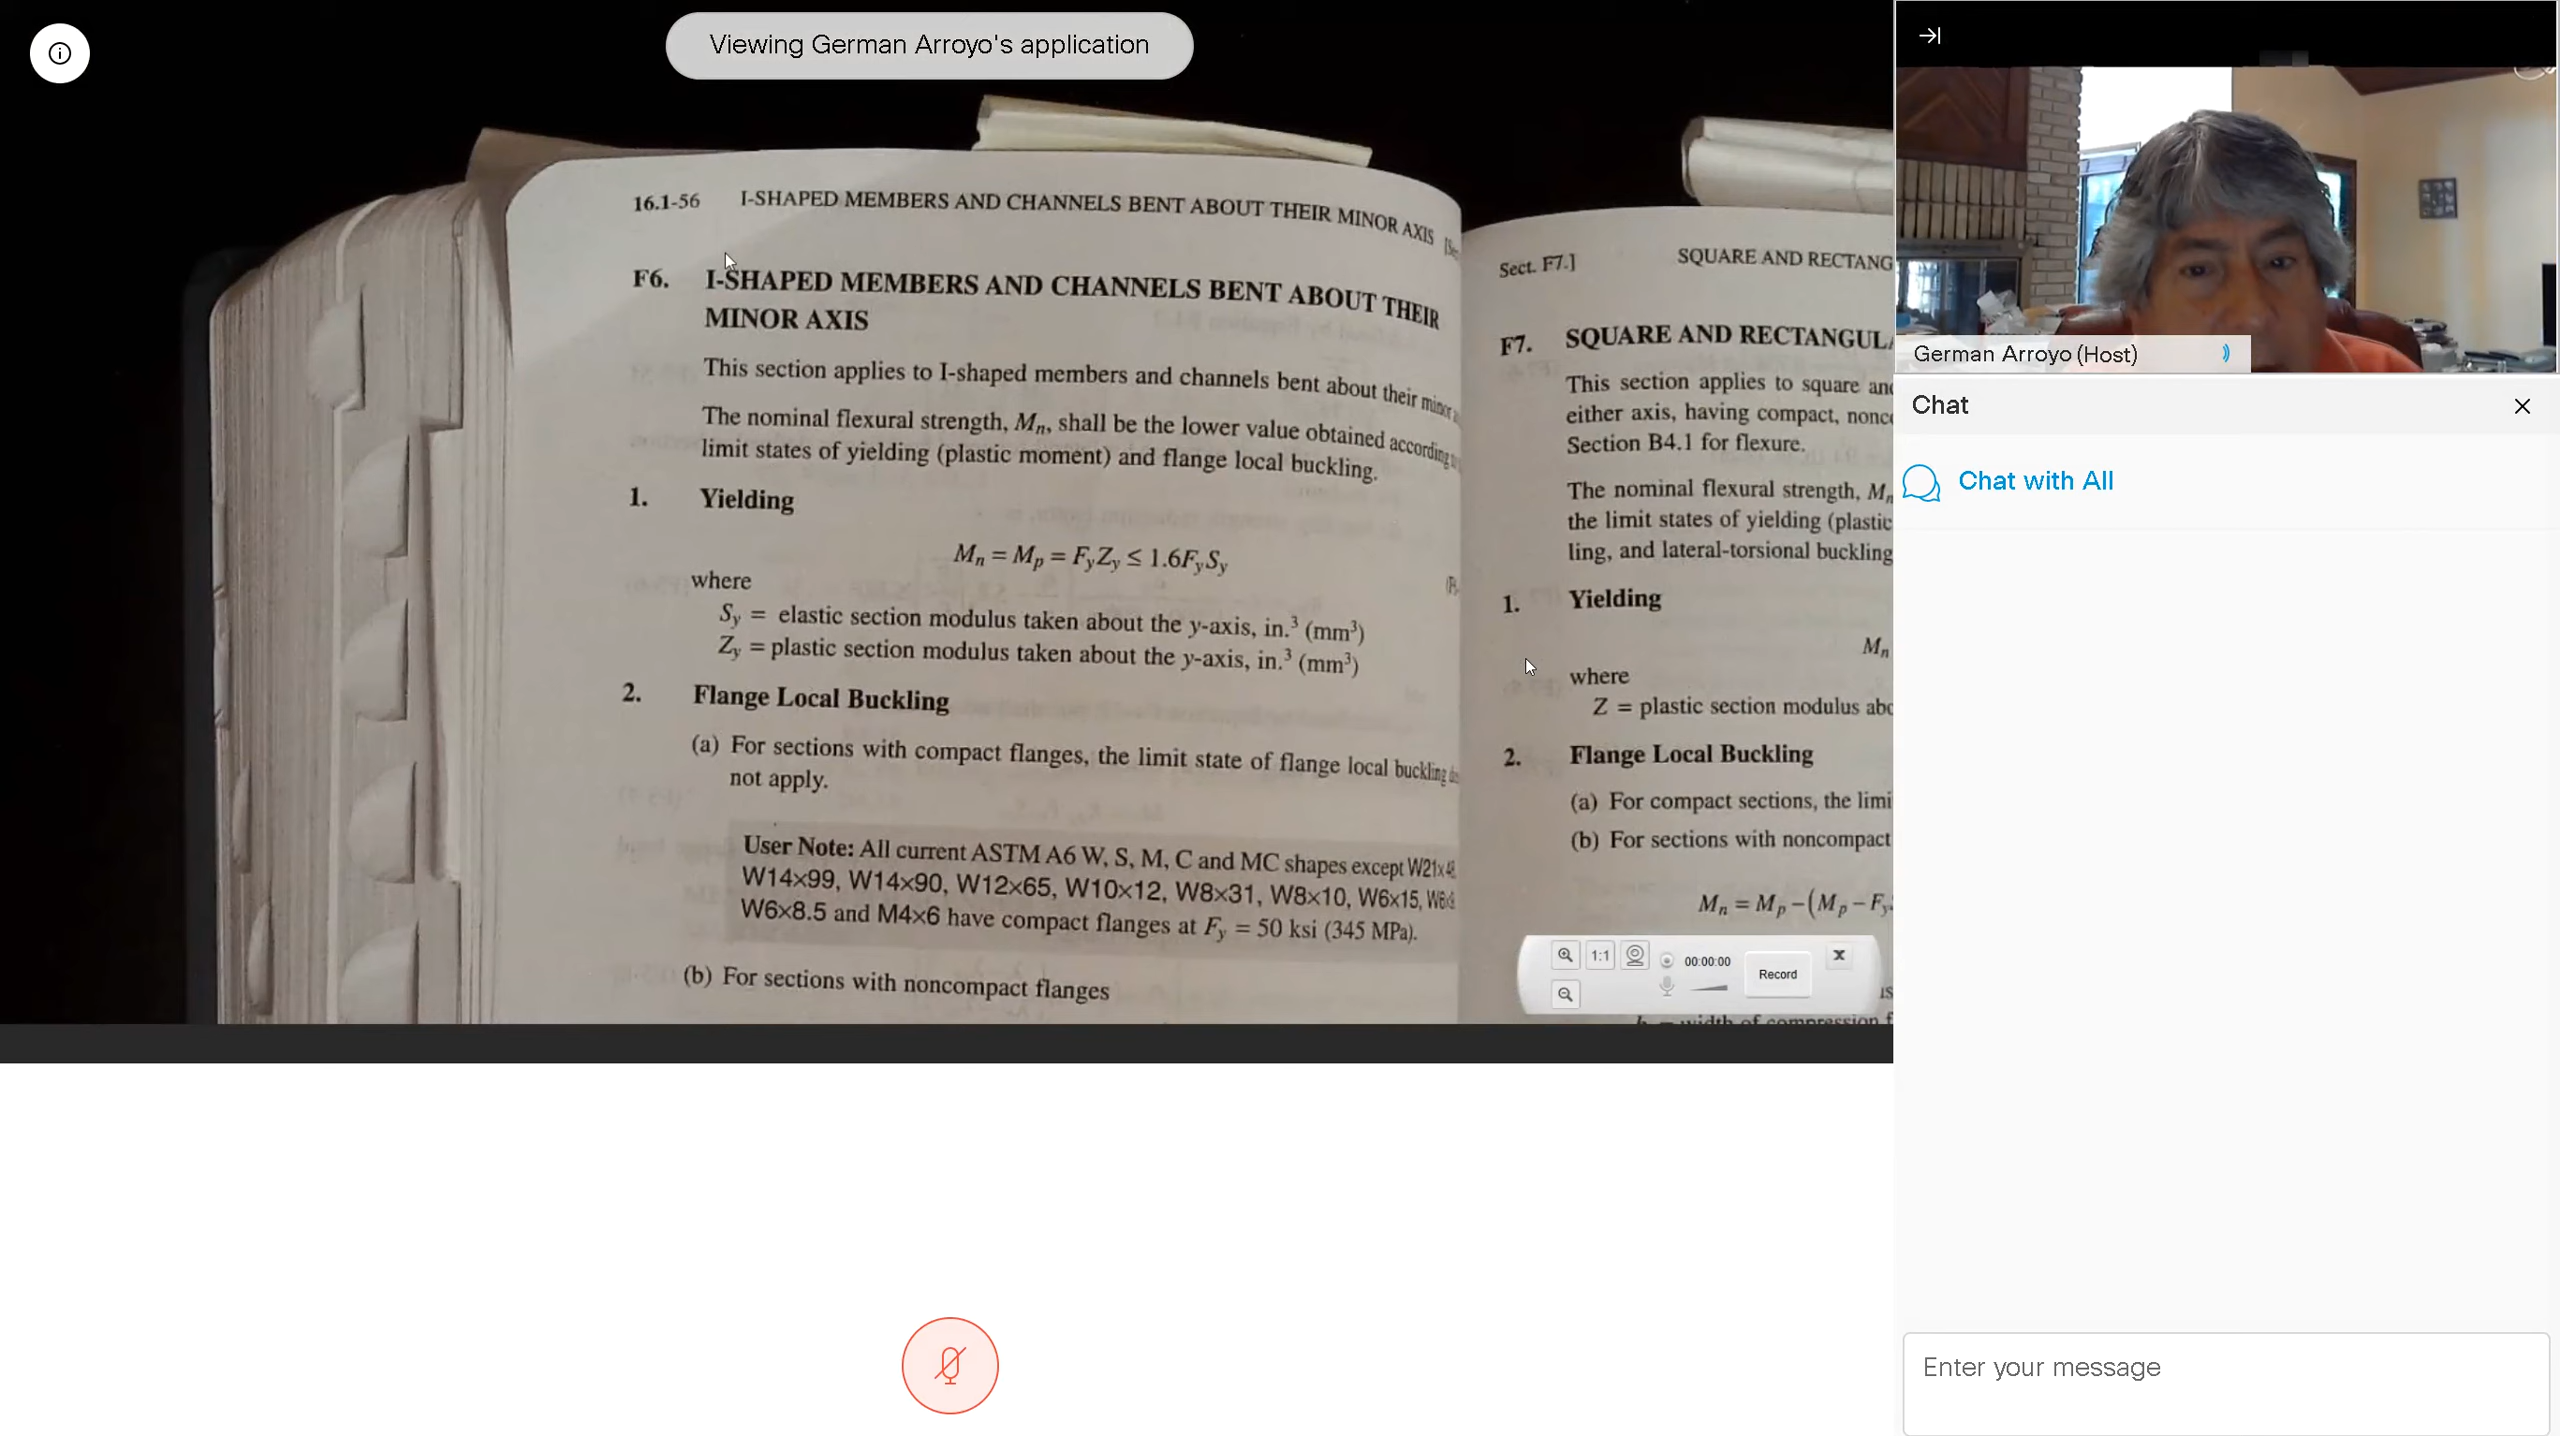 Viewing German Arroyo's application
16.1-56 I-SHAPED MEMBERS AND CHANNELS BENT ABOUT THEIR MINOR AXIS
F6. I-SHAPED MEMBERS AND CHANNELS BENT ABOUT THEIR
MINOR AXIS
This section applies to I-shaped members and channels bent about their minor
The nominal flexural strength, Mn, shall be the lower value obtained according
limit states of yielding (plastic moment) and flange local buckling.
1. Yielding
Mn = Mp = FyZy ≤ 1.6FySy
where
Sy = elastic section modulus taken about the y-axis, in.³ (mm³)
Zy = plastic section modulus taken about the y-axis, in.³ (mm³)
2. Flange Local Buckling
(a) For sections with compact flanges, the limit state of flange local buckling
not apply.
User Note: All current ASTM A6 W, S, M, C and MC shapes except
W14×99, W14×90, W12×65, W10×12, W8×31, W8×10, W6×15,
W6×8.5 and M4×6 have compact flanges at Fy = 50 ksi (345 MPa).
(b) For sections with noncompact flanges
Sect. F7.] SQUARE AND RECTANG
F7. SQUARE AND RECTANGUL
This section applies to square and
either axis, having compact, nonc
Section B4.1 for flexure.
The nominal flexural strength, Mn
the limit states of yielding (plastic
ling, and lateral-torsional buckling
1. Yielding
Mn
where
Z = plastic section modulus abo
2. Flange Local Buckling
(a) For compact sections, the limi
(b) For sections with noncompact
Mn = Mp – (Mp – Fy
1:1
00:00:00
Record
X
width of compression f
German Arroyo (Host)
Chat
Chat with All
Enter your message